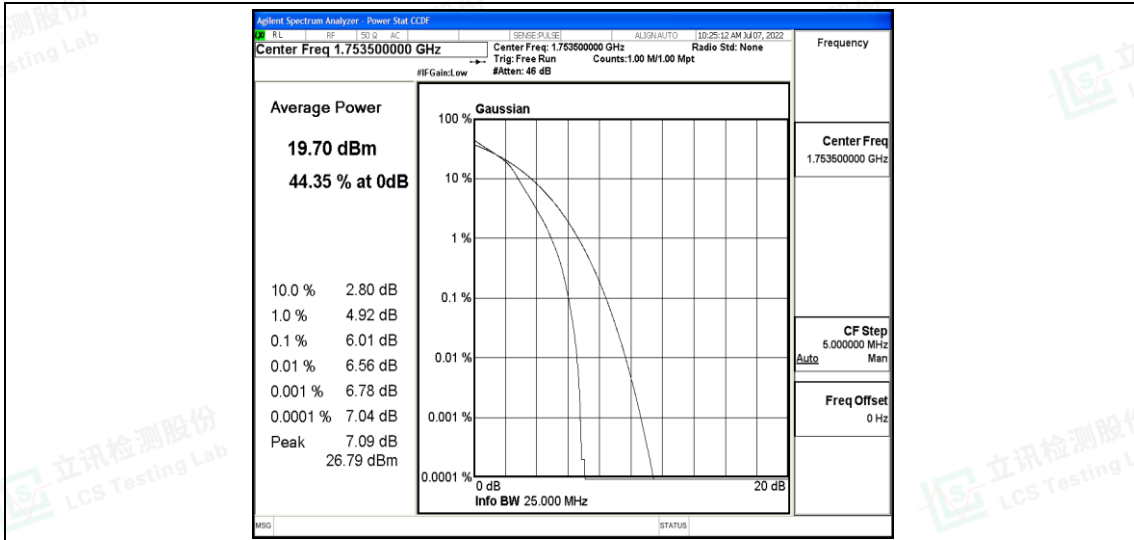 Agilent Spectrum Analyzer - Power Stat CCDF
RL RF 50 Ω AC SENSE:PULSE ALIGNAUTO 10:25:12 AM Jul 07, 2022
Center Freq 1.753500000 GHz
Center Freq: 1.753500000 GHz Radio Std: None
Trig: Free Run Counts:1.00 M/1.00 Mpt
#IFGain:Low #Atten: 46 dB
Frequency
Average Power
19.70 dBm
44.35 % at 0dB
10.0 % 2.80 dB
1.0 % 4.92 dB
0.1 % 6.01 dB
0.01 % 6.56 dB
0.001 % 6.78 dB
0.0001 % 7.04 dB
Peak 7.09 dB
26.79 dBm
Gaussian
100 %
10 %
1 %
0.1 %
0.01 %
0.001 %
0.0001 %
0 dB 20 dB
Info BW 25.000 MHz
Center Freq
1.753500000 GHz
CF Step
5.000000 MHz
Auto Man
Freq Offset
0 Hz
MSG STATUS
立讯检测股份
LCS Testing Lab